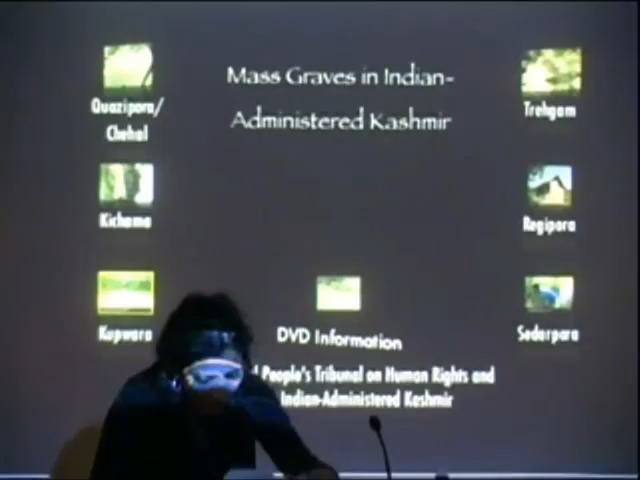 Mass Graves in Indian-
Administered Kashmir
Quazipora/
Chehal
Trehgam
Kichama
Regipora
Kupwara
DVD Information
Sedarpara
People's Tribunal on Human Rights and
Indian-Administered Kashmir